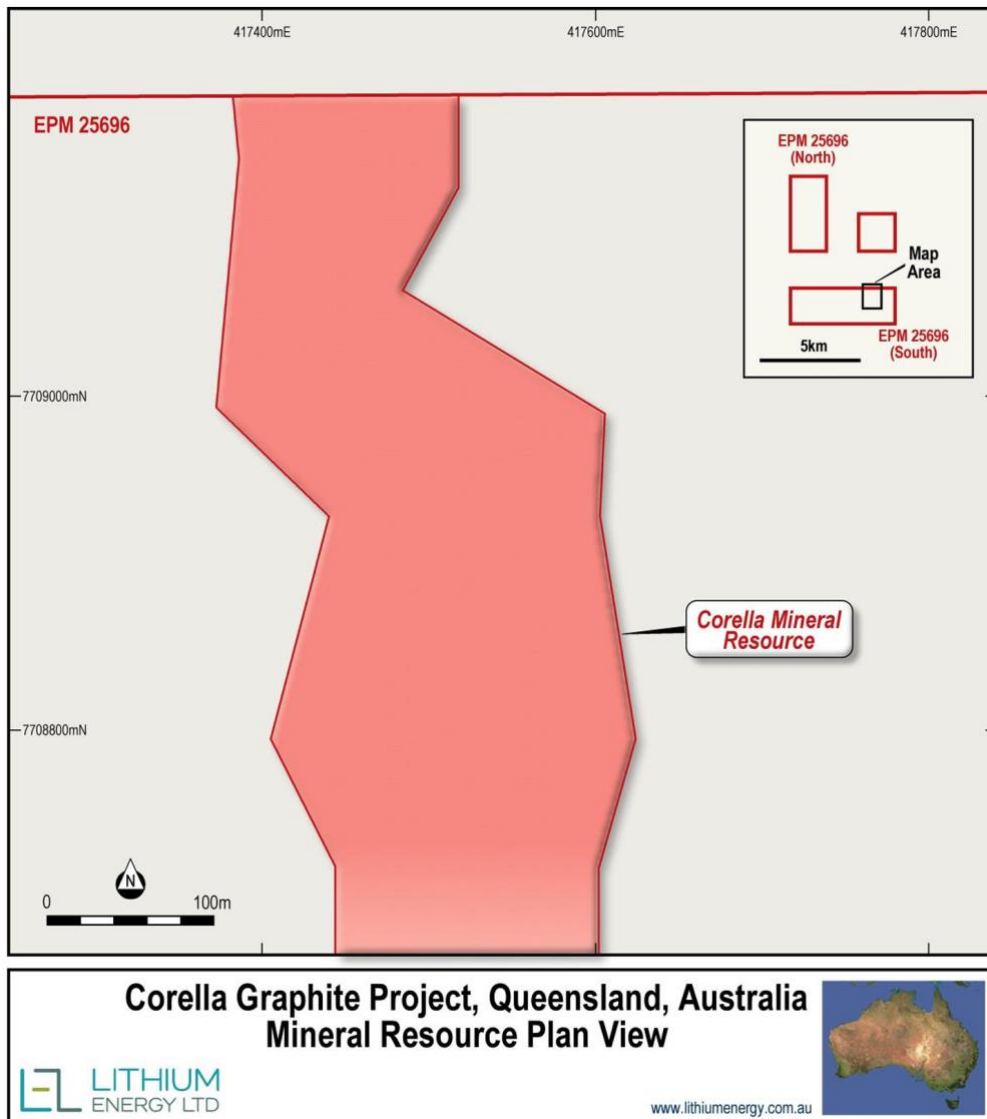 417400mE
417600mE
417800mE
EPM 25696
EPM 25696
(North)
Map
Area
5km
EPM 25696
(South)
7709000mN
Corella Mineral
Resource
7708800mN
N
0
100m
Corella Graphite Project, Queensland, Australia
Mineral Resource Plan View
LEL LITHIUM
ENERGY LTD
www.lithiumenergy.com.au